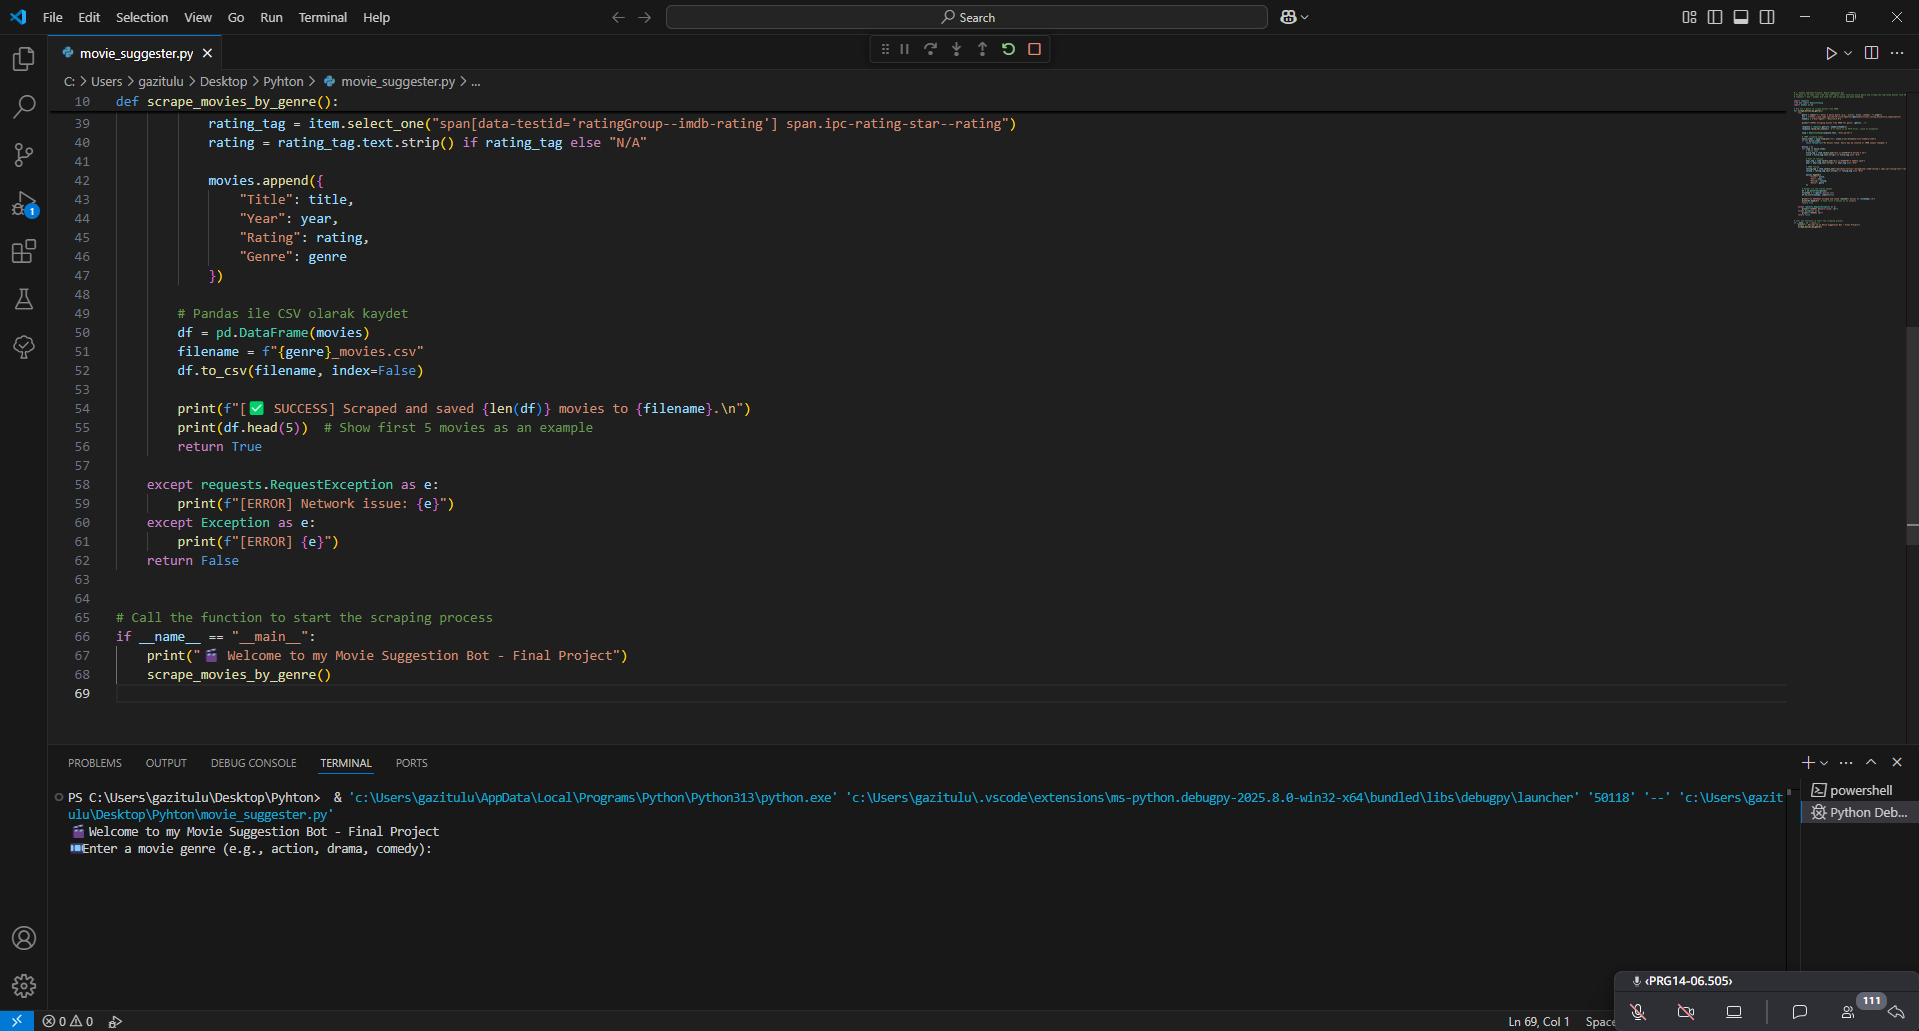 File Edit Selection View Go Run Terminal Help
Search
movie_suggester.py
C: > Users > gazitulu > Desktop > Pyhton > movie_suggester.py > ...
10 def scrape_movies_by_genre():
39 rating_tag = item.select_one("span[data-testid='ratingGroup--imdb-rating'] span.ipc-rating-star--rating")
40 rating = rating_tag.text.strip() if rating_tag else "N/A"
41
42 movies.append({
43 "Title": title,
44 "Year": year,
45 "Rating": rating,
46 "Genre": genre
47 })
48
49 # Pandas ile CSV olarak kaydet
50 df = pd.DataFrame(movies)
51 filename = f"{genre}_movies.csv"
52 df.to_csv(filename, index=False)
53
54 print(f"[✅ SUCCESS] Scraped and saved {len(df)} movies to {filename}.\n")
55 print(df.head(5)) # Show first 5 movies as an example
56 return True
57
58 except requests.RequestException as e:
59 print(f"[ERROR] Network issue: {e}")
60 except Exception as e:
61 print(f"[ERROR] {e}")
62 return False
63
64
65 # Call the function to start the scraping process
66 if __name__ == "__main__":
67 print("🎬 Welcome to my Movie Suggestion Bot - Final Project")
68 scrape_movies_by_genre()
69
1
PROBLEMS OUTPUT DEBUG CONSOLE TERMINAL PORTS
PS C:\Users\gazitulu\Desktop\Pyhton> & 'c:\Users\gazitulu\AppData\Local\Programs\Python\Python313\python.exe' 'c:\Users\gazitulu\.vscode\extensions\ms-python.debugpy-2025.8.0-win32-x64\bundled\libs\debugpy\launcher' '50118' '--' 'c:\Users\gazit
ulu\Desktop\Pyhton\movie_suggester.py'
🎬 Welcome to my Movie Suggestion Bot - Final Project
🎟Enter a movie genre (e.g., action, drama, comedy):
powershell
Python Deb...
‹PRG14-06.505›
111
0 0
Ln 69, Col 1 Space